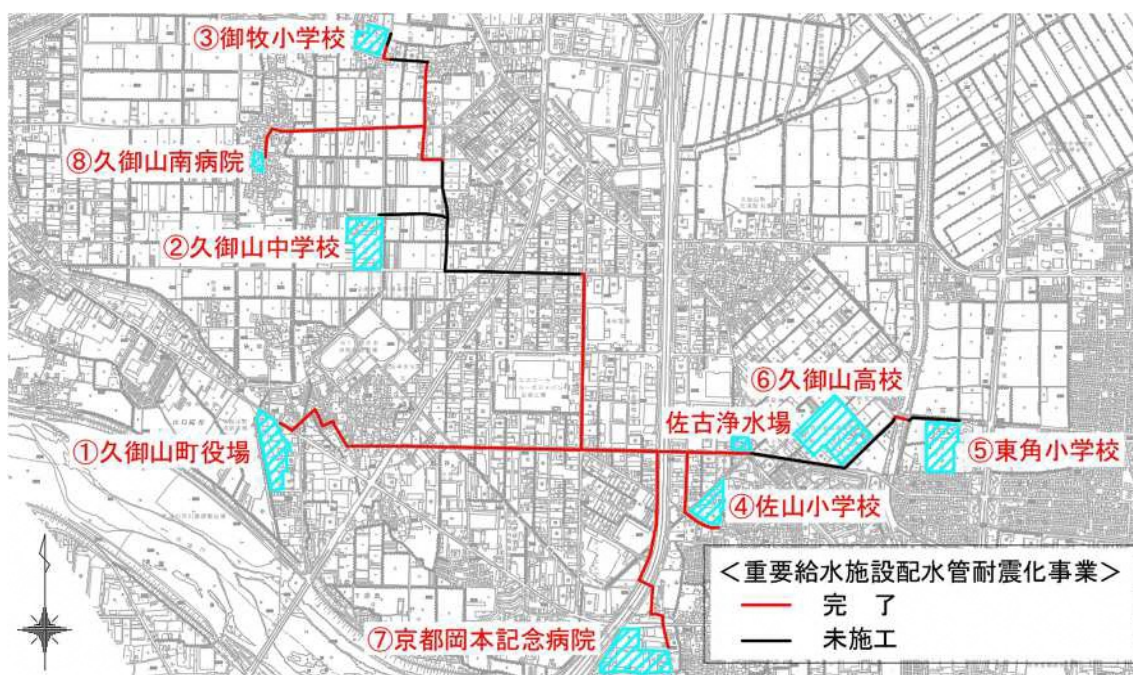 ③御牧小学校
⑧久御山南病院
②久御山中学校
⑥久御山高校
佐古浄水場
①久御山町役場
⑤東角小学校
④佐山小学校
⑦京都岡本記念病院
＜重要給水施設配水管耐震化事業＞
完 了
未施工